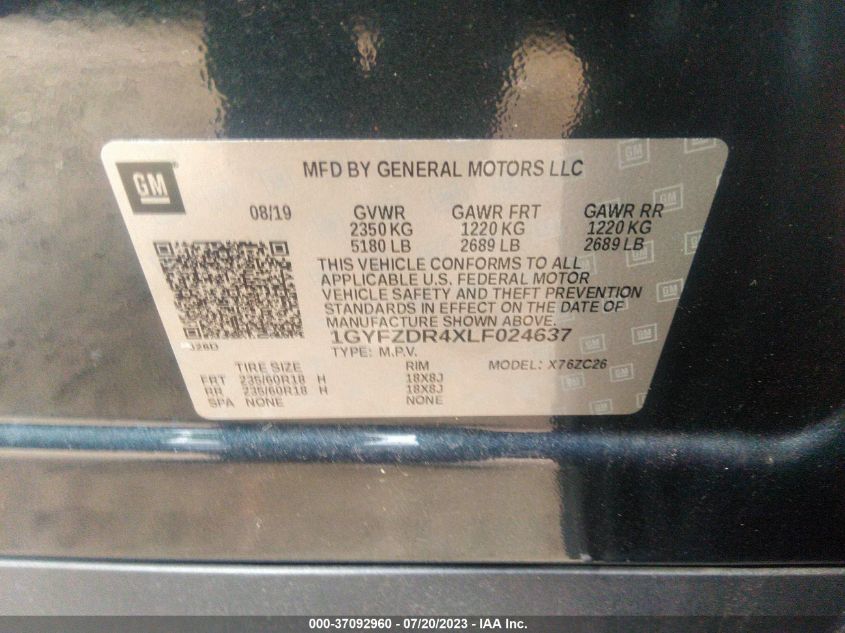 GM
MFD BY GENERAL MOTORS LLC
08/19 GVWR GAWR FRT GAWR RR
2350 KG 1220 KG 1220 KG
5180 LB 2689 LB 2689 LB
THIS VEHICLE CONFORMS TO ALL
APPLICABLE U.S. FEDERAL MOTOR
VEHICLE SAFETY AND THEFT PREVENTION
STANDARDS IN EFFECT ON THE DATE OF
MANUFACTURE SHOWN ABOVE.
1GYFZDR4XLF024637
TYPE: M.P.V. MODEL: X76ZC26
TIRE SIZE RIM
FRT 235/60R18 H 18X8J
RR 235/60R18 H 18X8J
SPA NONE NONE
000-37092960 - 07/20/2023 - IAA Inc.